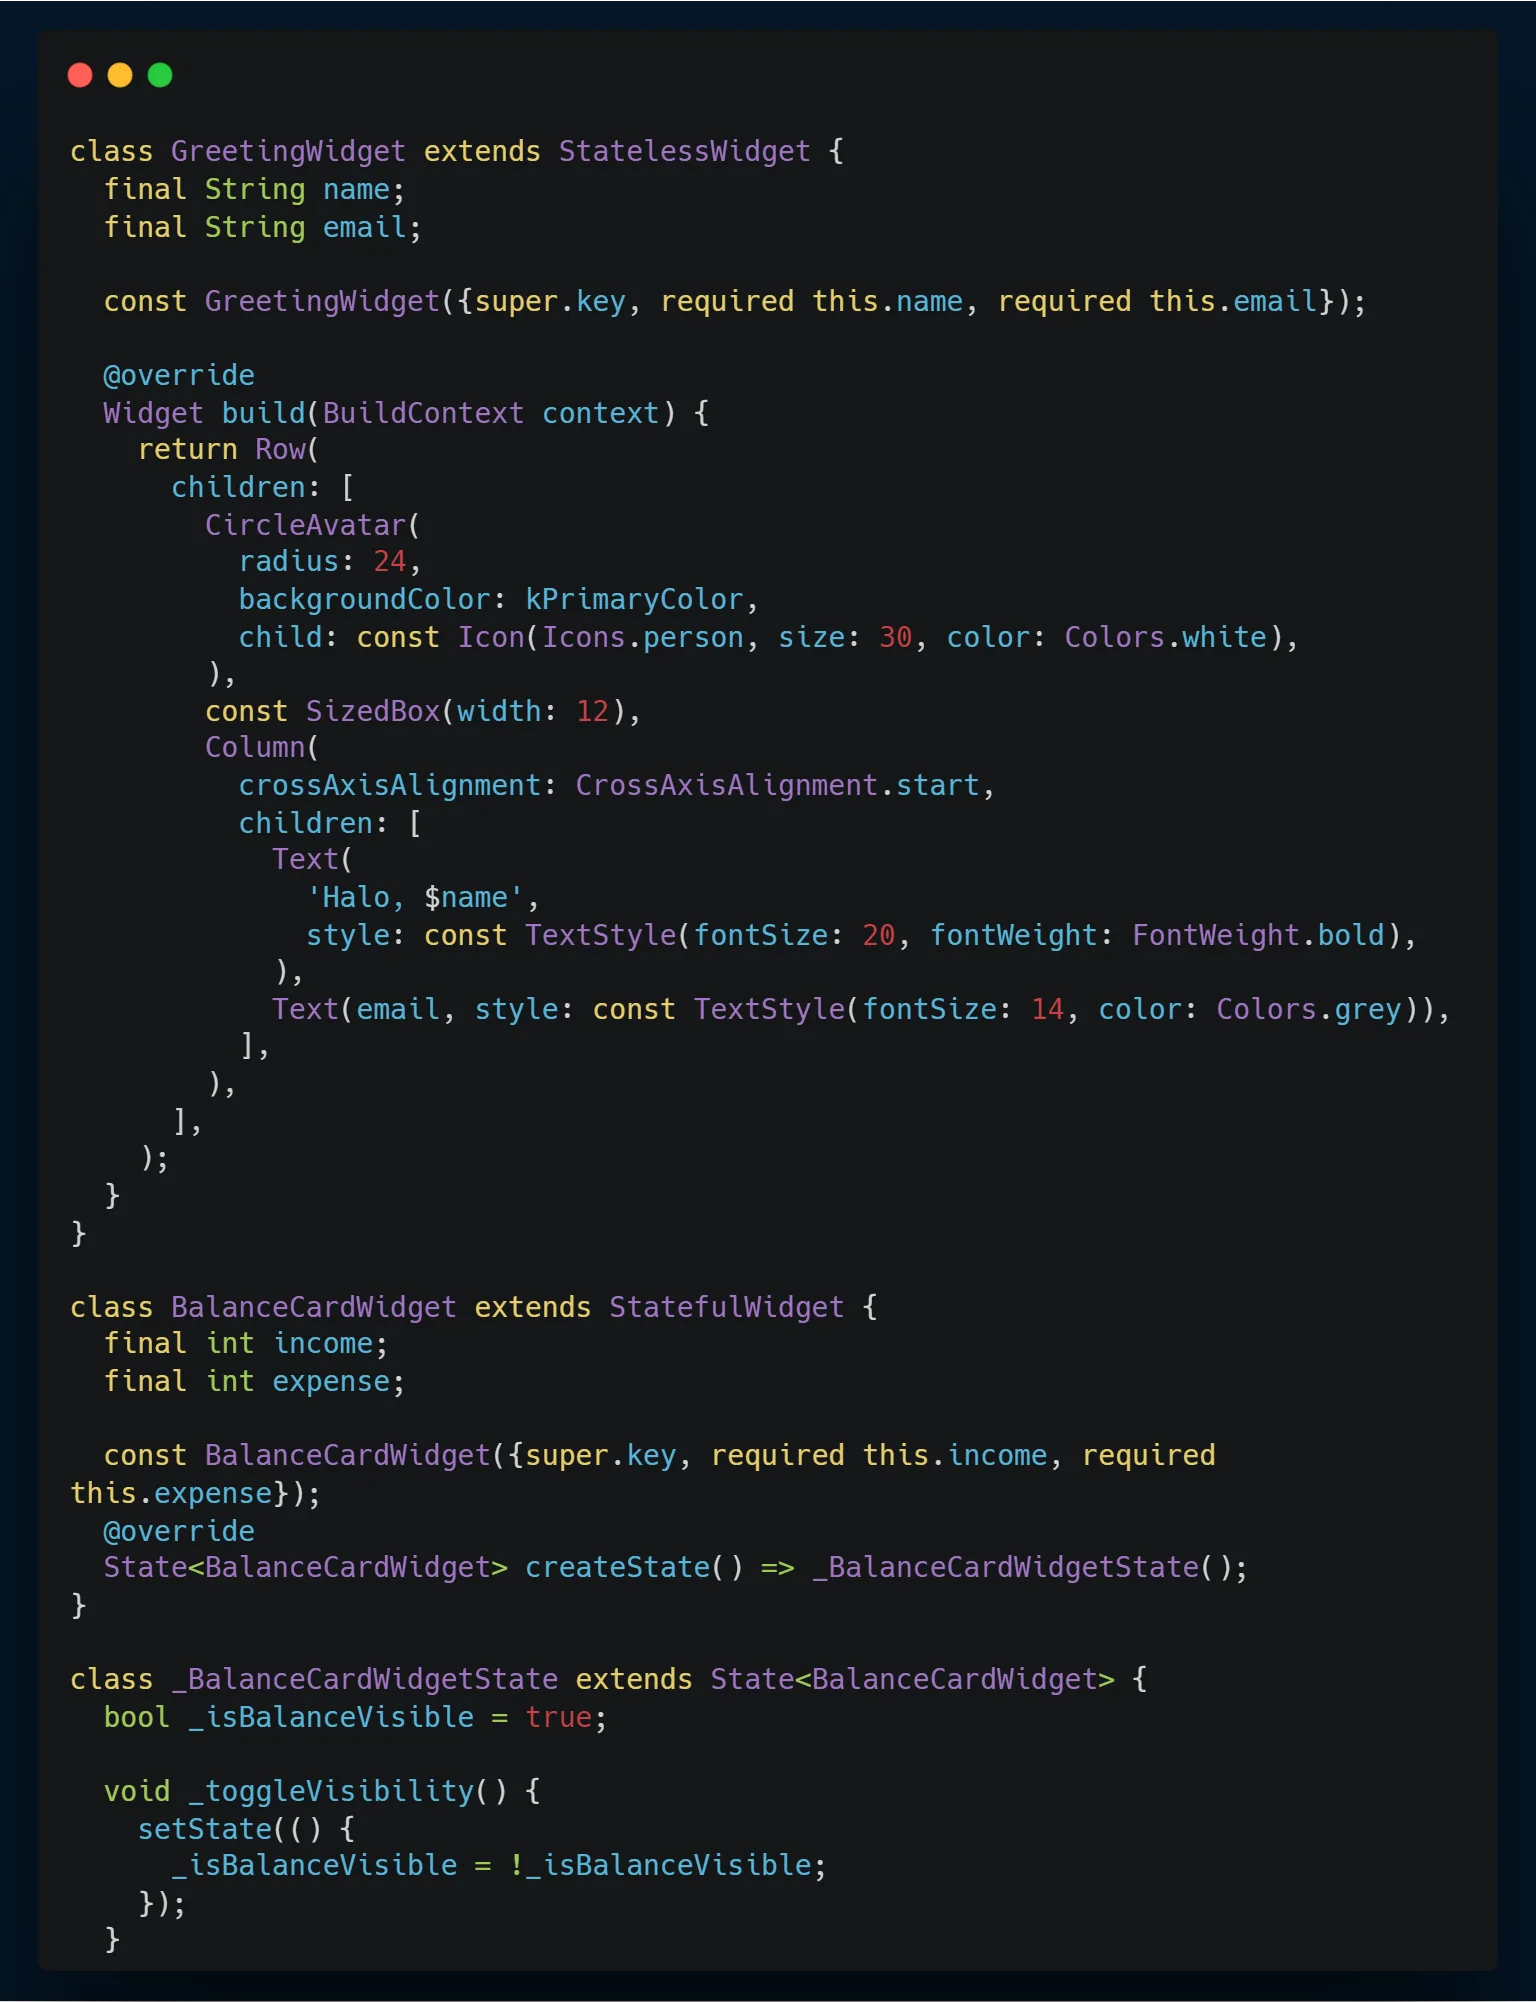 class GreetingWidget extends StatelessWidget {
  final String name;
  final String email;

  const GreetingWidget({super.key, required this.name, required this.email});

  @override
  Widget build(BuildContext context) {
    return Row(
      children: [
        CircleAvatar(
          radius: 24,
          backgroundColor: kPrimaryColor,
          child: const Icon(Icons.person, size: 30, color: Colors.white),
        ),
        const SizedBox(width: 12),
        Column(
          crossAxisAlignment: CrossAxisAlignment.start,
          children: [
            Text(
              'Halo, $name',
              style: const TextStyle(fontSize: 20, fontWeight: FontWeight.bold),
            ),
            Text(email, style: const TextStyle(fontSize: 14, color: Colors.grey)),
          ],
        ),
      ],
    );
  }
}

class BalanceCardWidget extends StatefulWidget {
  final int income;
  final int expense;

  const BalanceCardWidget({super.key, required this.income, required
this.expense});
  @override
  State<BalanceCardWidget> createState() => _BalanceCardWidgetState();
}

class _BalanceCardWidgetState extends State<BalanceCardWidget> {
  bool _isBalanceVisible = true;

  void _toggleVisibility() {
    setState(() {
      _isBalanceVisible = !_isBalanceVisible;
    });
  }